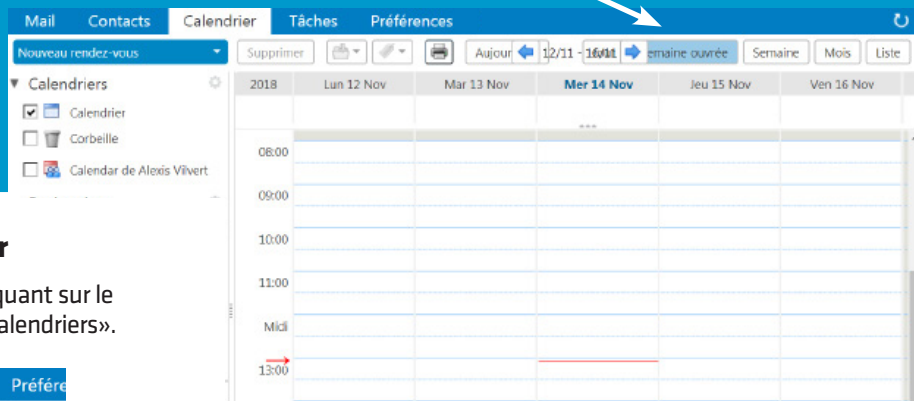 Mail Contacts Calendrier Tâches Préférences
Nouveau rendez-vous Supprimer Aujour 12/11 - 16/11 emaine ouvrée Semaine Mois Liste
Calendriers 2018 Lun 12 Nov Mar 13 Nov Mer 14 Nov Jeu 15 Nov Ven 16 Nov
Calendrier
Corbeille
Calendar de Alexis Vilvert
08:00
09:00
10:00
11:00
Midi
13:00
r
quant sur le
alendriers».
Préfére